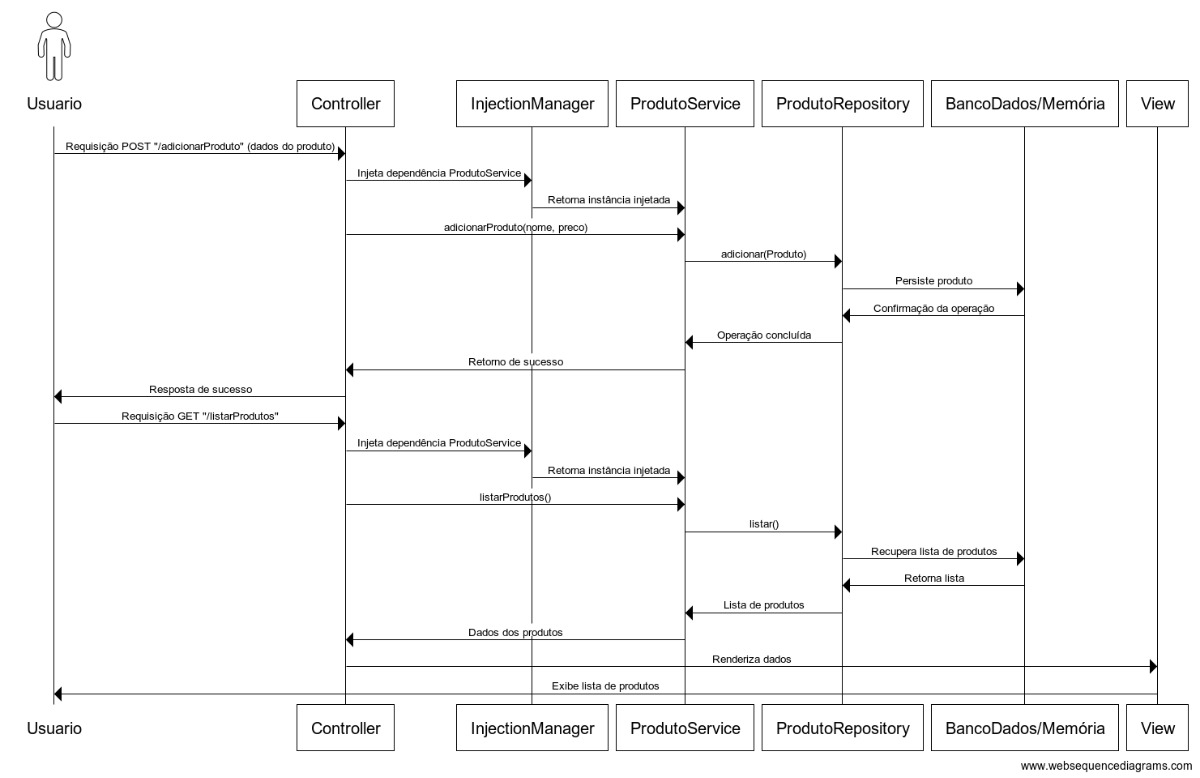 Usuario
Controller
InjectionManager
ProdutoService
ProdutoRepository
BancoDados/Memória
View
Requisição POST "/adicionarProduto" (dados do produto)
Injeta dependência ProdutoService
Retorna instância injetada
adicionarProduto(nome, preco)
adicionar(Produto)
Persiste produto
Confirmação da operação
Operação concluída
Retorno de sucesso
Resposta de sucesso
Requisição GET "/listarProdutos"
Injeta dependência ProdutoService
Retorna instância injetada
listarProdutos()
listar()
Recupera lista de produtos
Retorna lista
Lista de produtos
Dados dos produtos
Renderiza dados
Exibe lista de produtos
Usuario
Controller
InjectionManager
ProdutoService
ProdutoRepository
BancoDados/Memória
View
www.websequencediagrams.com